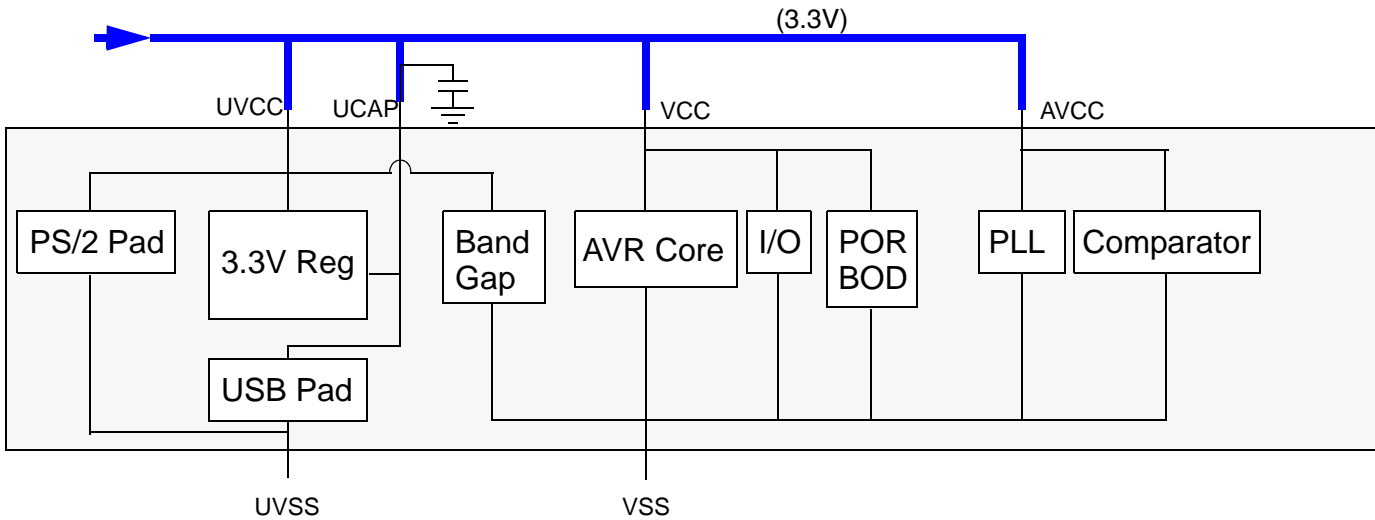 (3.3V)
UVCC
UCAP
VCC
AVCC
PS/2 Pad
3.3V Reg
Band
Gap
AVR Core
I/O
POR
BOD
PLL
Comparator
USB Pad
UVSS
VSS